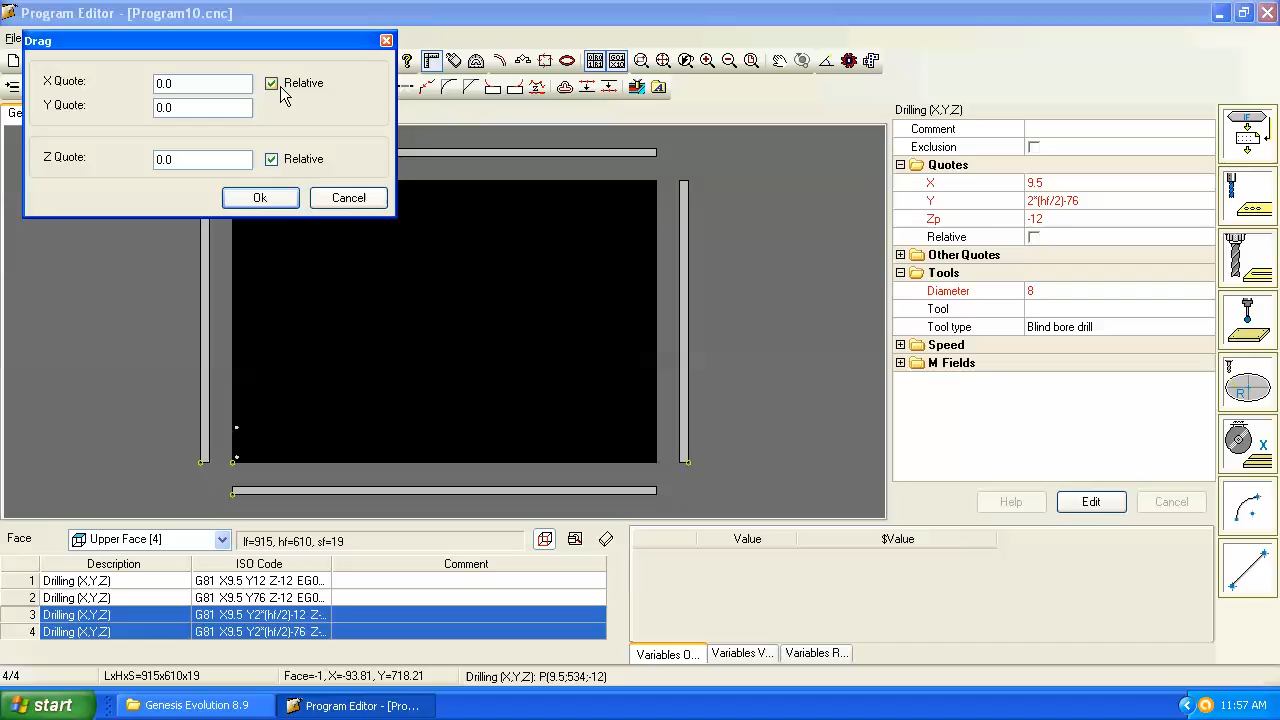 Program Editor - [Program10.cnc]
File
Drag
X Quote:
0.0
Relative
Y Quote:
0.0
Z Quote:
0.0
Relative
Ok
Cancel
Ge
Drilling (X,Y,Z)
Comment
Exclusion
Quotes
X
9.5
Y
2*(hf/2)-76
Zp
-12
Relative
Other Quotes
Tools
Diameter
8
Tool
Tool type
Blind bore drill
Speed
M Fields
IF
R
X
Help
Edit
Cancel
Face
Upper Face [4]
lf=915, hf=610, sf=19
Description
ISO Code
Comment
1
Drilling (X,Y,Z)
G81 X9.5 Y12 Z-12 EG0...
2
Drilling (X,Y,Z)
G81 X9.5 Y76 Z-12 EG0...
3
Drilling (X,Y,Z)
G81 X9.5 Y2*(hf/2)-12 Z-...
4
Drilling (X,Y,Z)
G81 X9.5 Y2*(hf/2)-76 Z-...
Value
$Value
Variables O...
Variables V...
Variables R...
4/4
LxHxS=915x610x19
Face=-1, X=-93.81, Y=718.21
Drilling (X,Y,Z): P(9.5;534;-12)
start
Genesis Evolution 8.9
Program Editor - [Pro...
11:57 AM